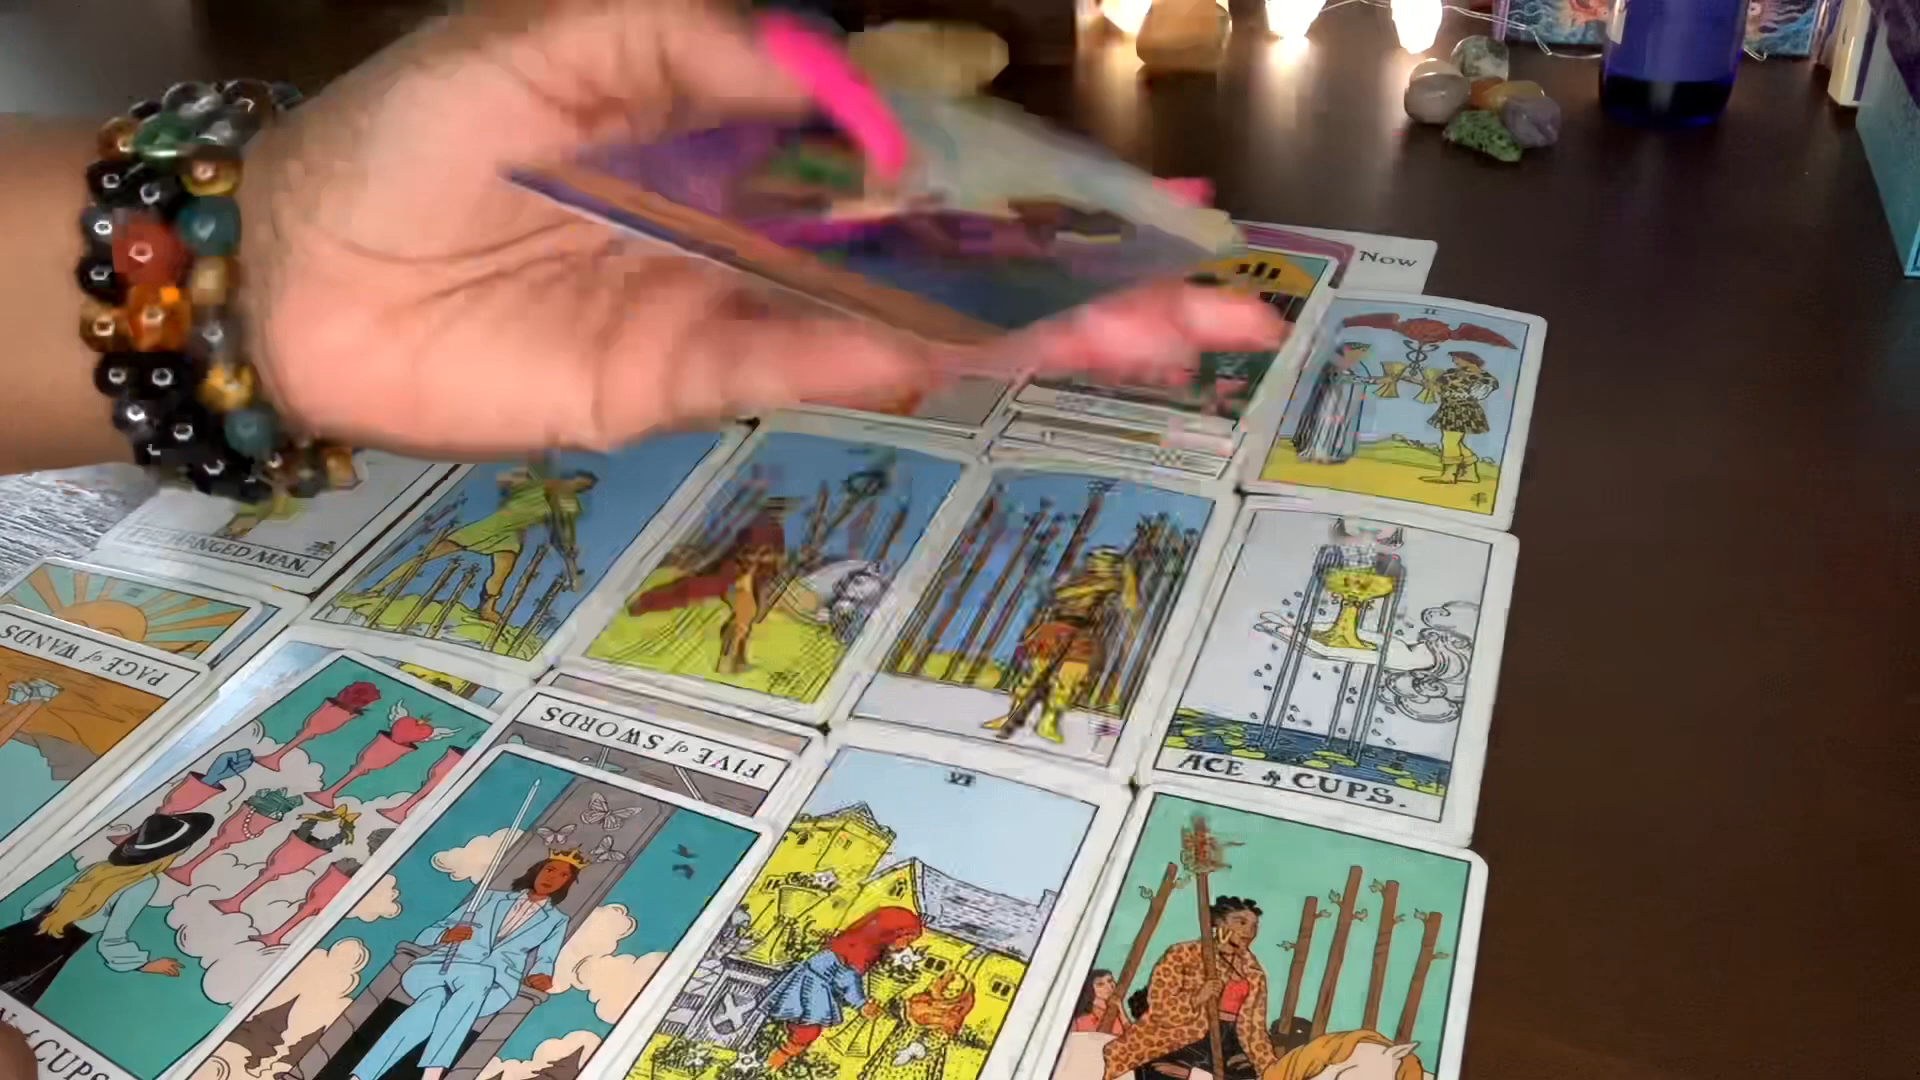 Now
II
THE HANGED MAN.
PAGE of WANDS
FIVE of SWORDS
VI
ACE of CUPS.
CUPS